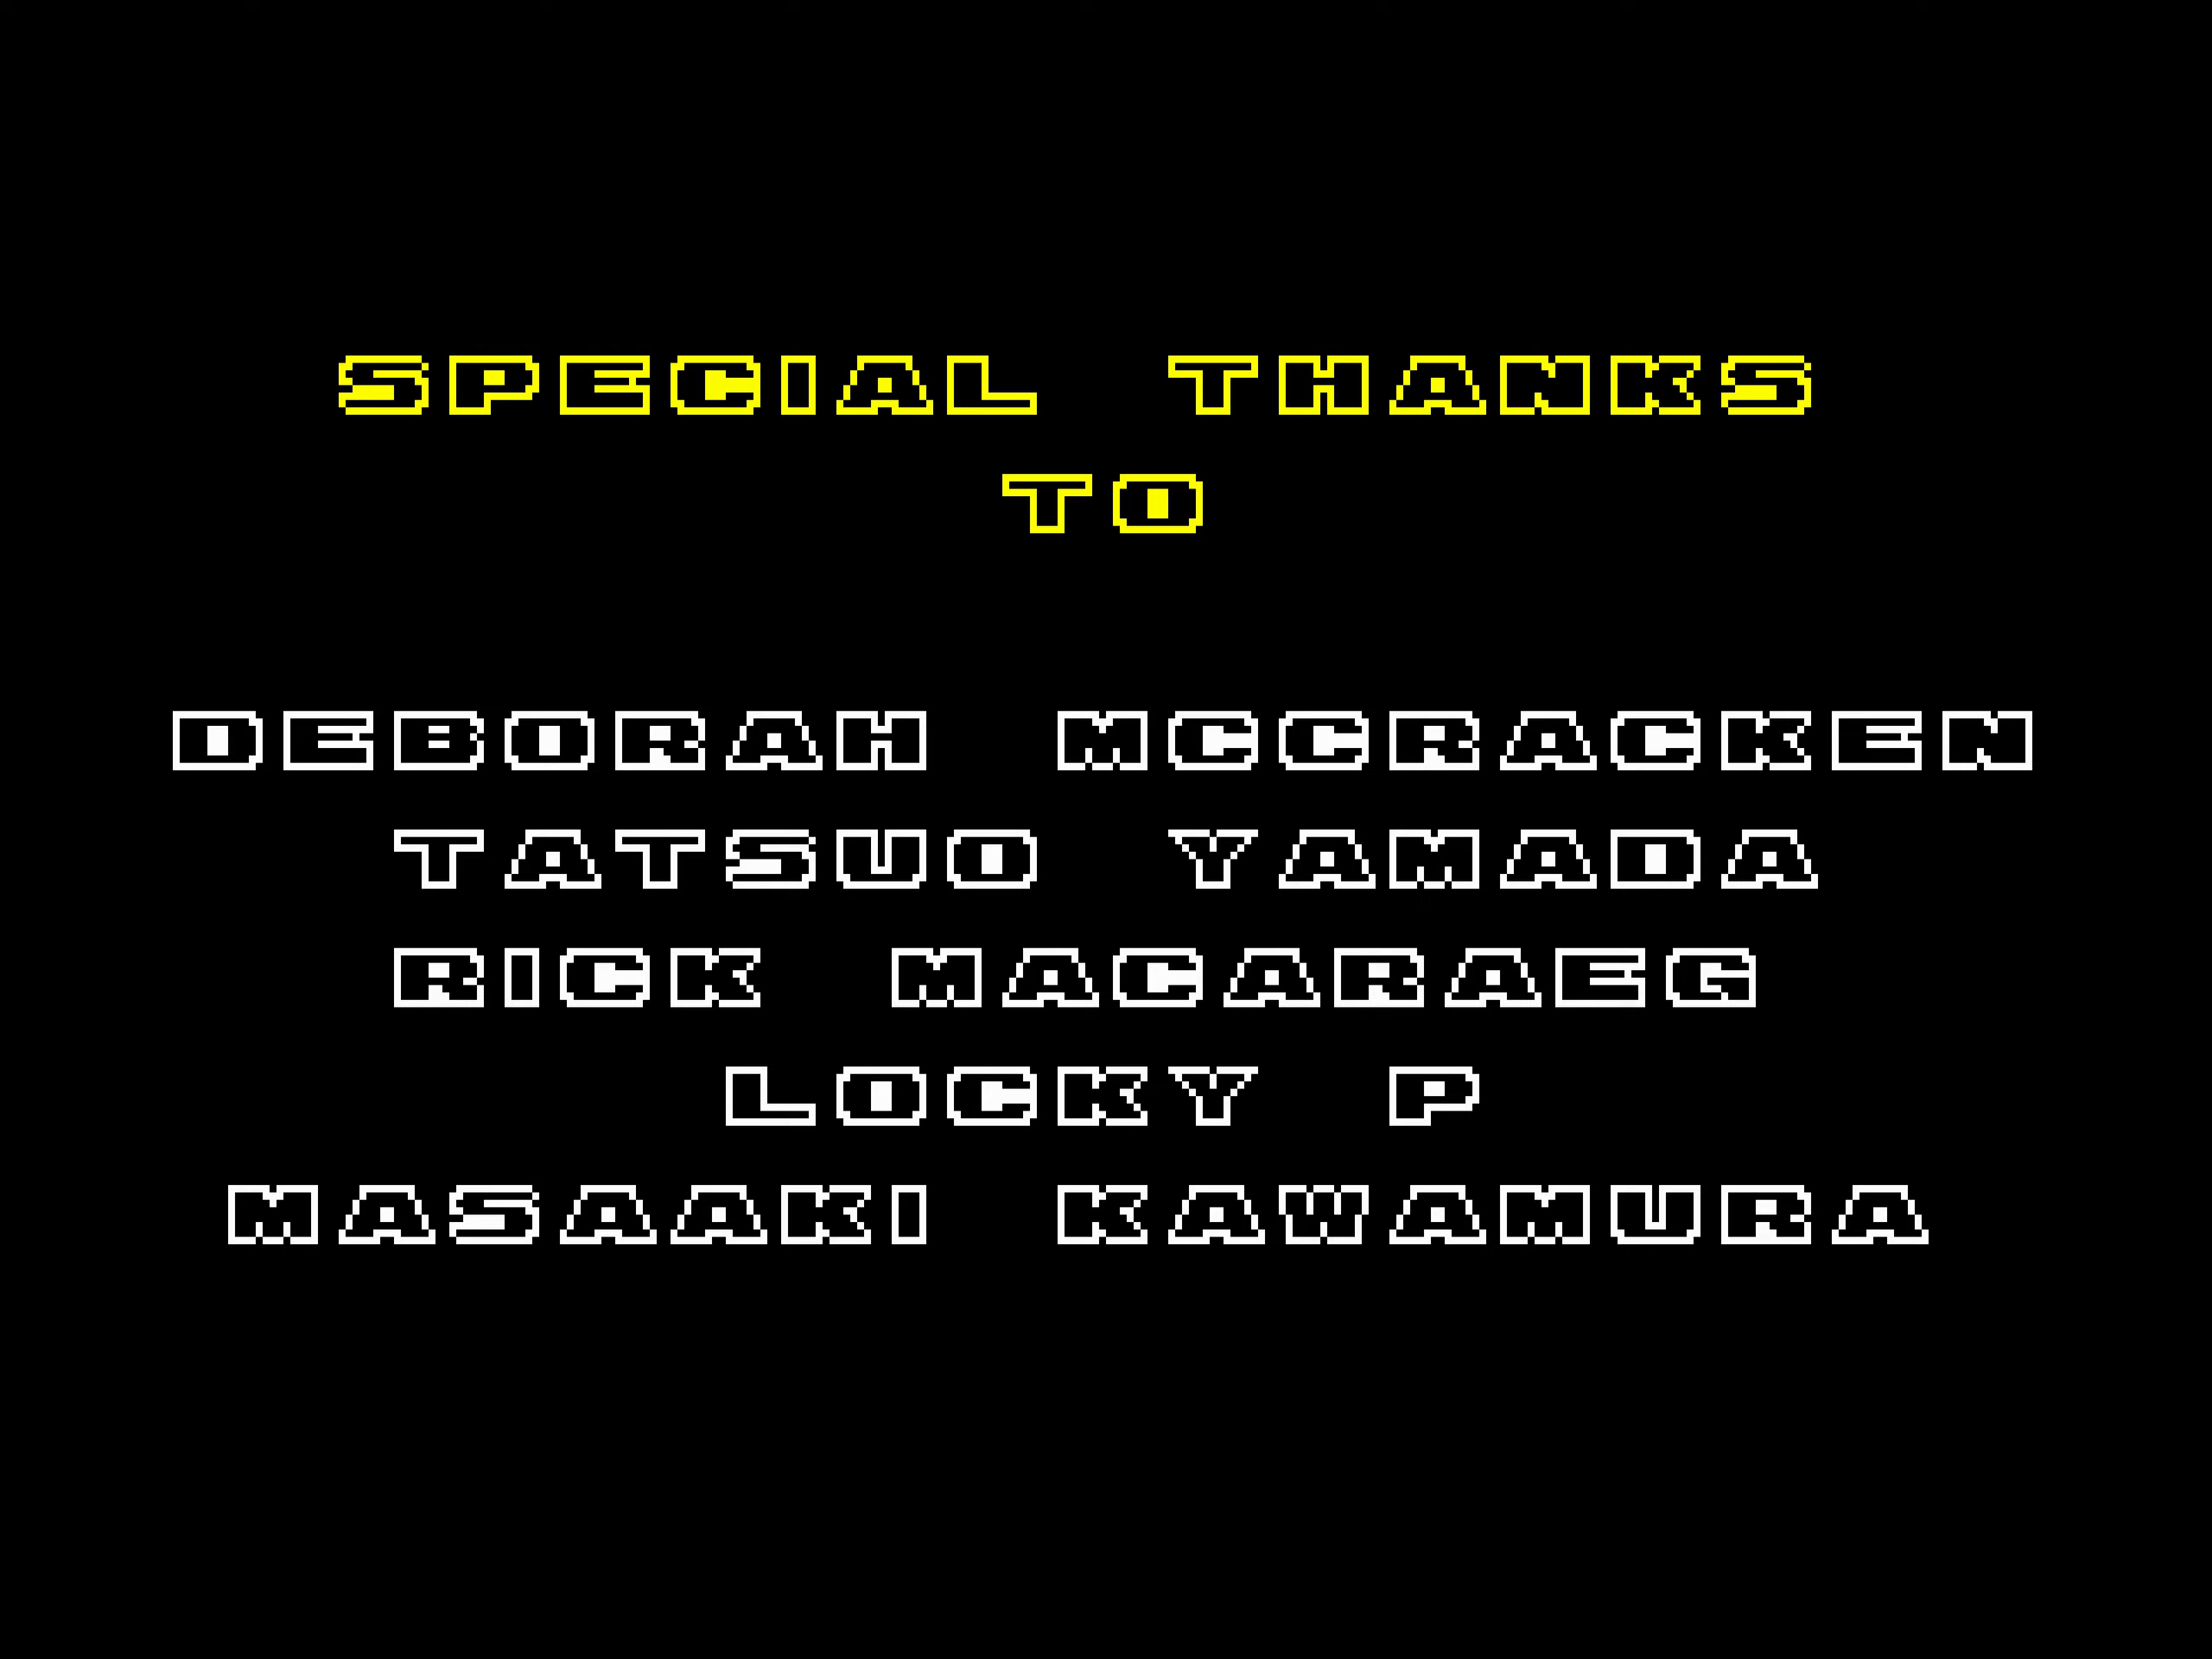 SPECIAL THANKS
TO
DEBORAH MCCRACKEN
TATSUO YAMADA
RICK MACARAEG
LOCKY P
MASAAKI KAWAMURA